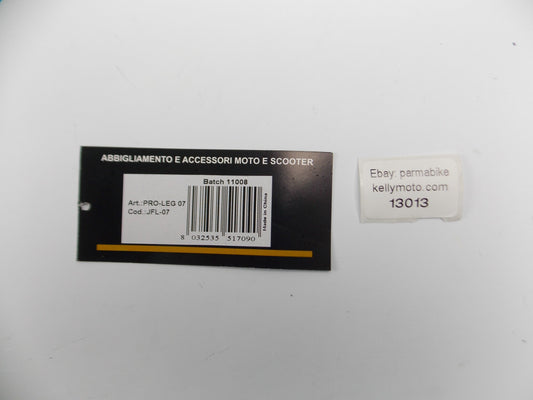 ABBIGLIAMENTO E ACCESSORI MOTO E SCOOTER
Batch 11008
Art.:PRO-LEG 07
Cod.:JFL-07
Made in China
8 032535 517090
Ebay: parmabike
kellymoto.com
13013